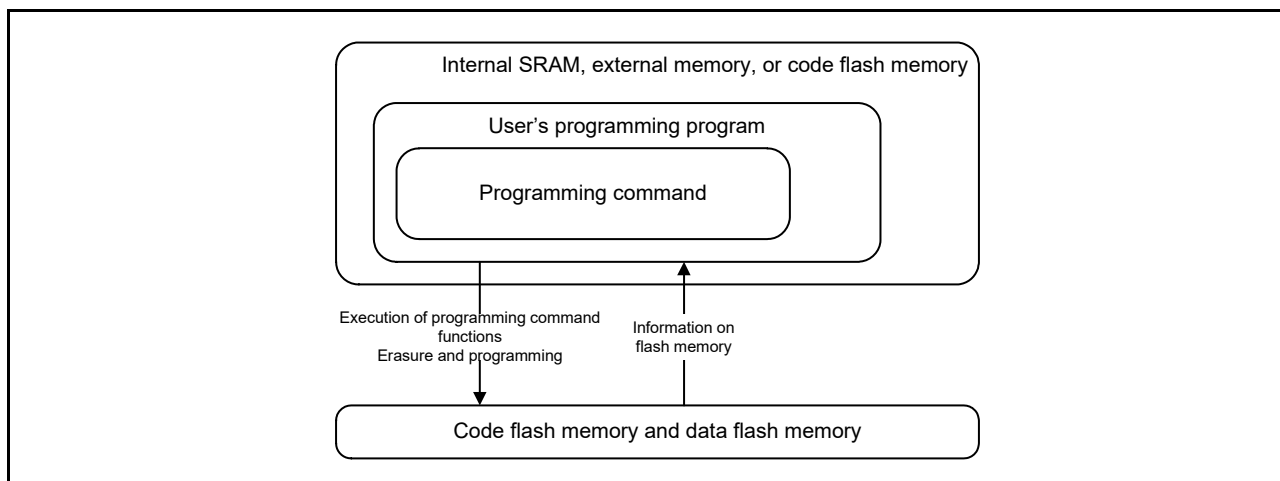 Internal SRAM, external memory, or code flash memory
User’s programming program
Programming command
Execution of programming command
functions
Erasure and programming
Information on
flash memory
Code flash memory and data flash memory